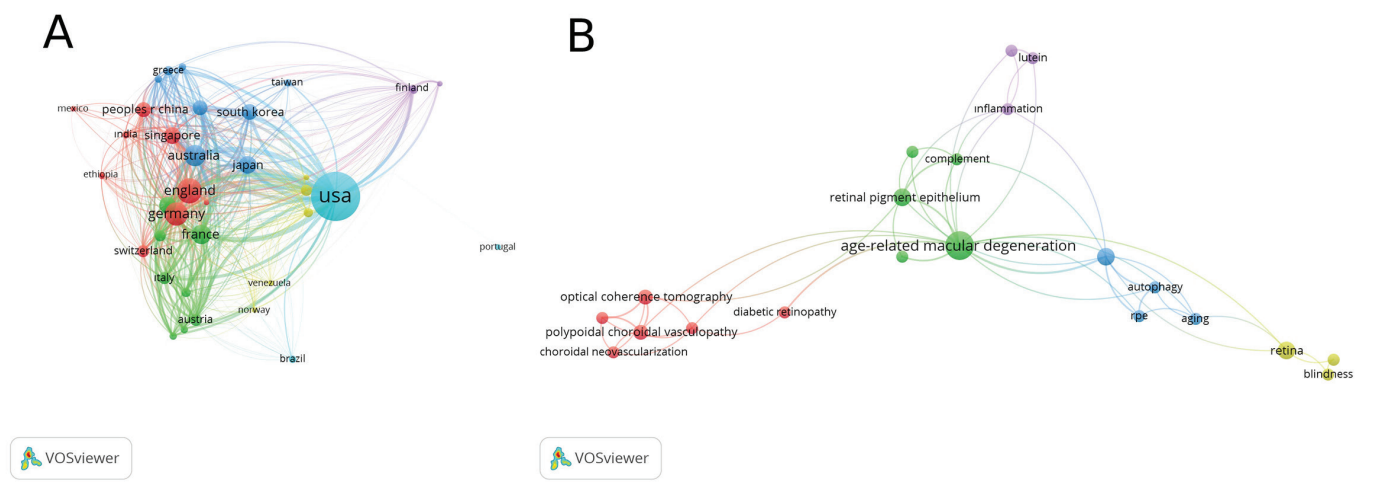 A
greece
taiwan
finland
mexico
peoples r china
south korea
india
singapore
australia
japan
ethiopia
england
usa
germany
france
switzerland
portugal
italy
venezuela
norway
austria
brazil
VOSviewer
B
lutein
inflammation
complement
retinal pigment epithelium
age-related macular degeneration
autophagy
optical coherence tomography
diabetic retinopathy
rpe
aging
polypoidal choroidal vasculopathy
choroidal neovascularization
retina
blindness
VOSviewer